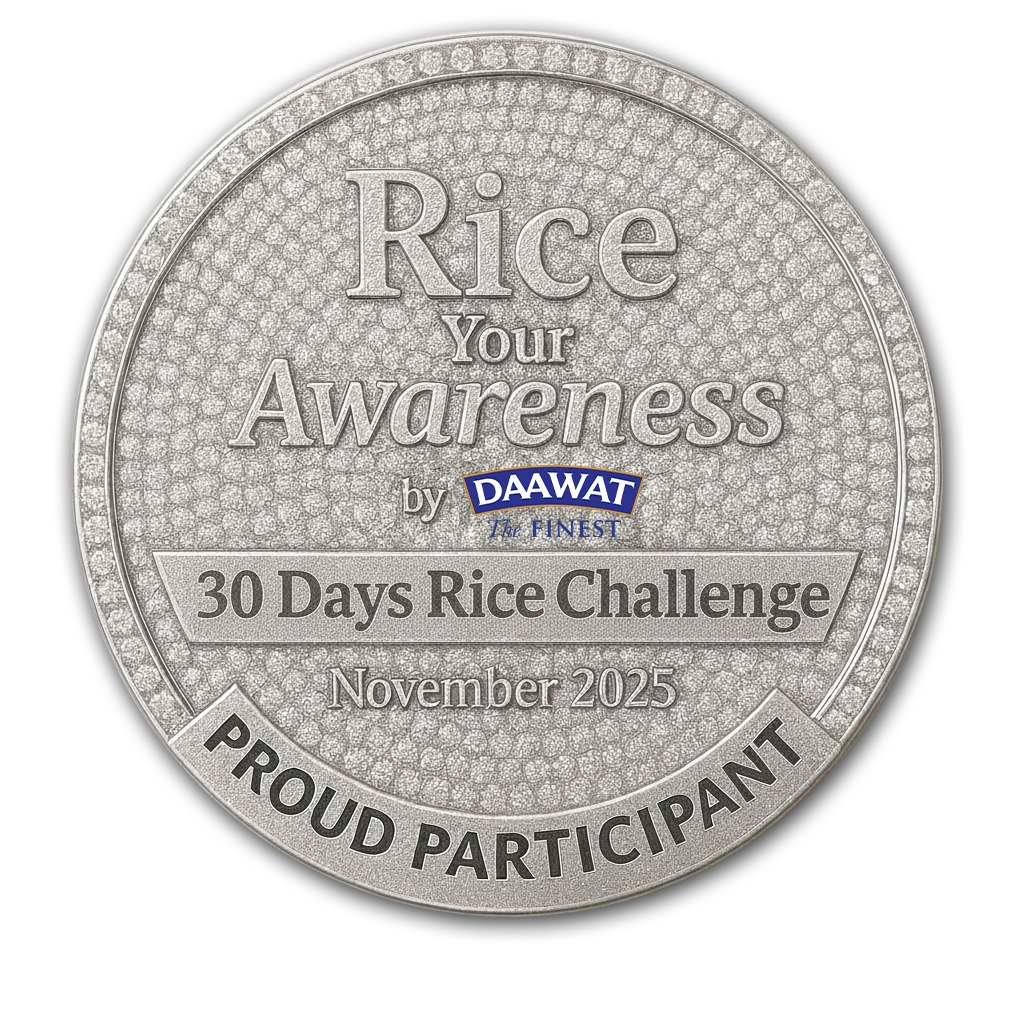 Rice
Your
Awareness
by DAAWAT
The FINEST
30 Days Rice Challenge
November 2025
PROUD PARTICIPANT